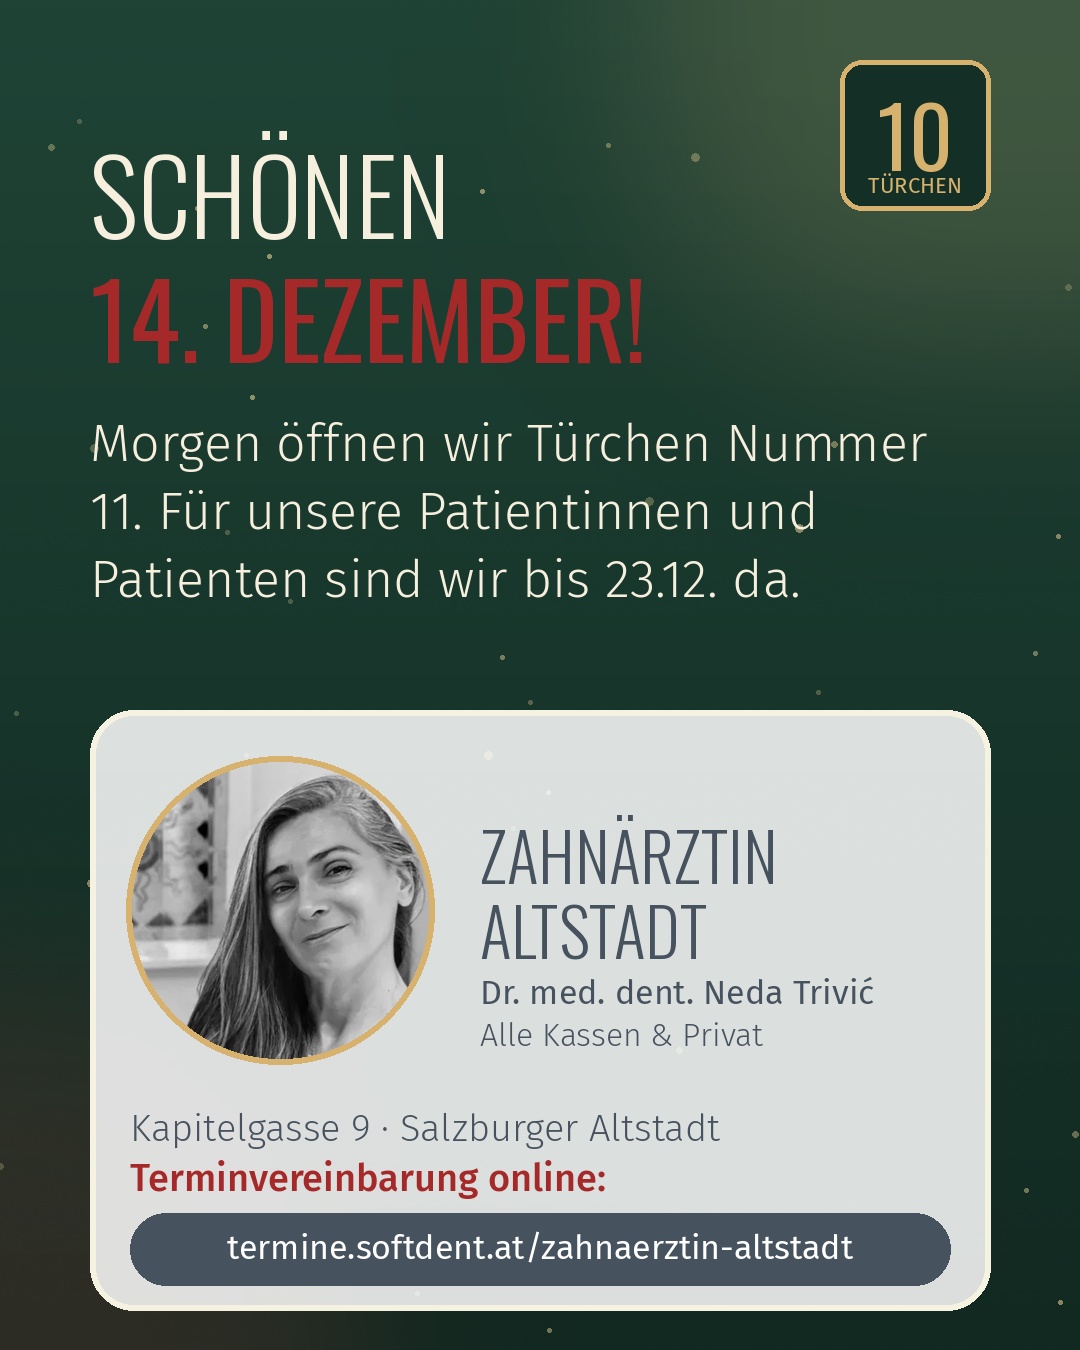 10
TÜRCHEN
SCHÖNEN
14. DEZEMBER!
Morgen öffnen wir Türchen Nummer
11. Für unsere Patientinnen und
Patienten sind wir bis 23.12. da.
ZAHNÄRZTIN
ALTSTADT
Dr. med. dent. Neda Trivić
Alle Kassen & Privat
Kapitelgasse 9 · Salzburger Altstadt
Terminvereinbarung online:
termine.softdent.at/zahnaerztin-altstadt